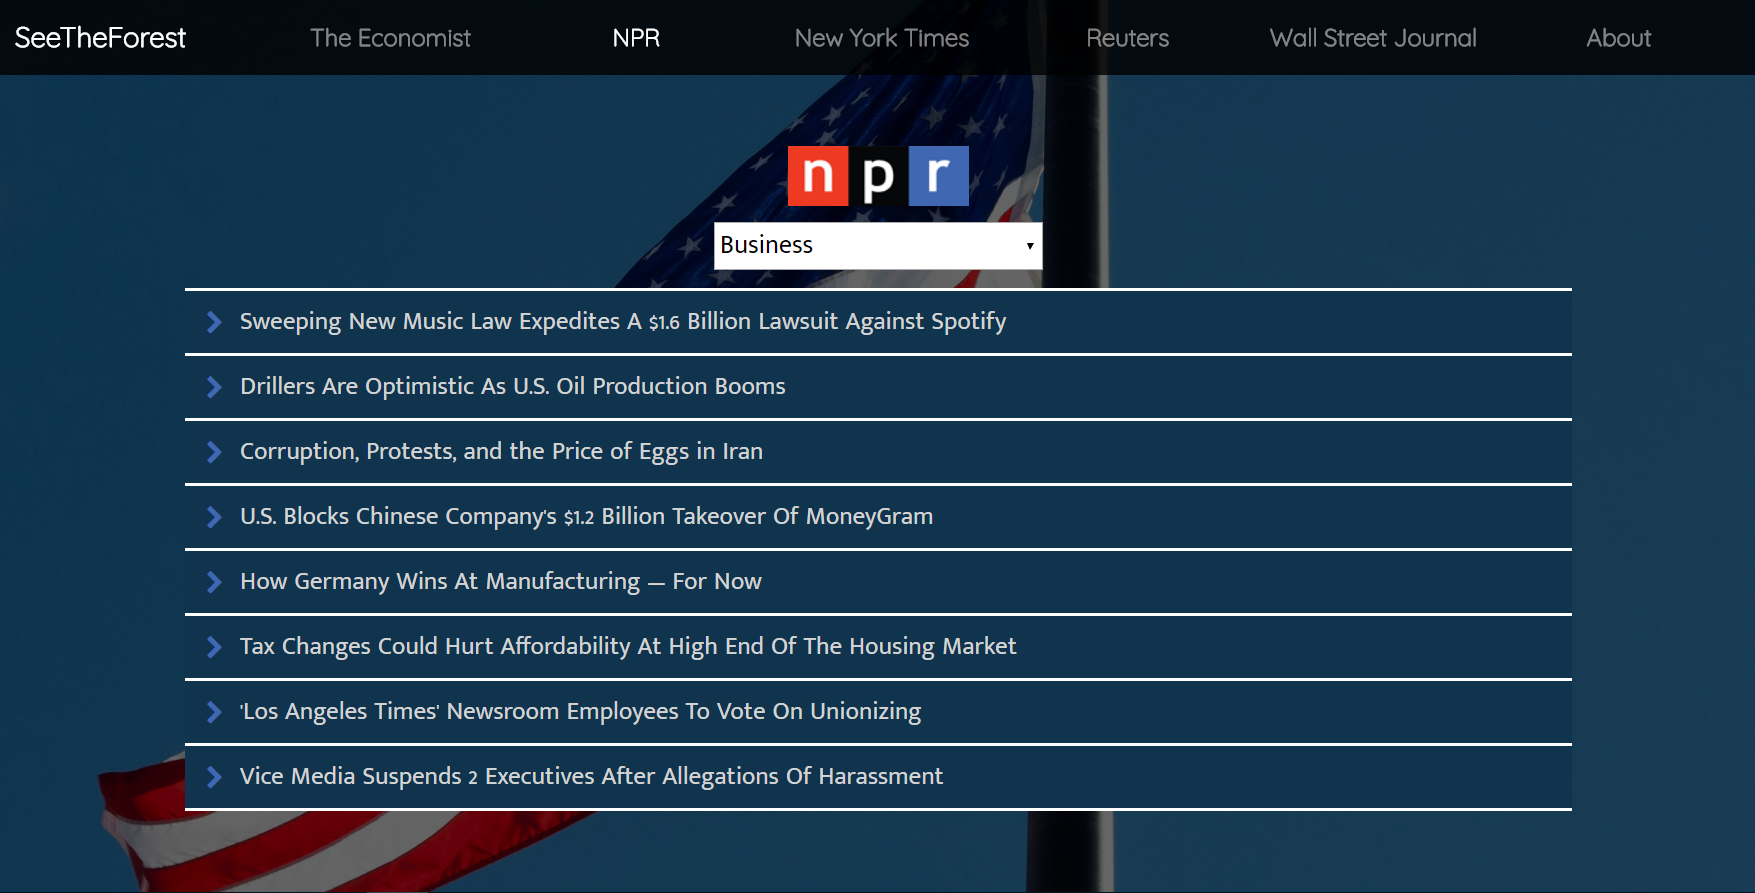 SeeTheForest The Economist NPR New York Times Reuters Wall Street Journal About
npr
Business
Sweeping New Music Law Expedites A $1.6 Billion Lawsuit Against Spotify
Drillers Are Optimistic As U.S. Oil Production Booms
Corruption, Protests, and the Price of Eggs in Iran
U.S. Blocks Chinese Company's $1.2 Billion Takeover Of MoneyGram
How Germany Wins At Manufacturing — For Now
Tax Changes Could Hurt Affordability At High End Of The Housing Market
'Los Angeles Times' Newsroom Employees To Vote On Unionizing
Vice Media Suspends 2 Executives After Allegations Of Harassment